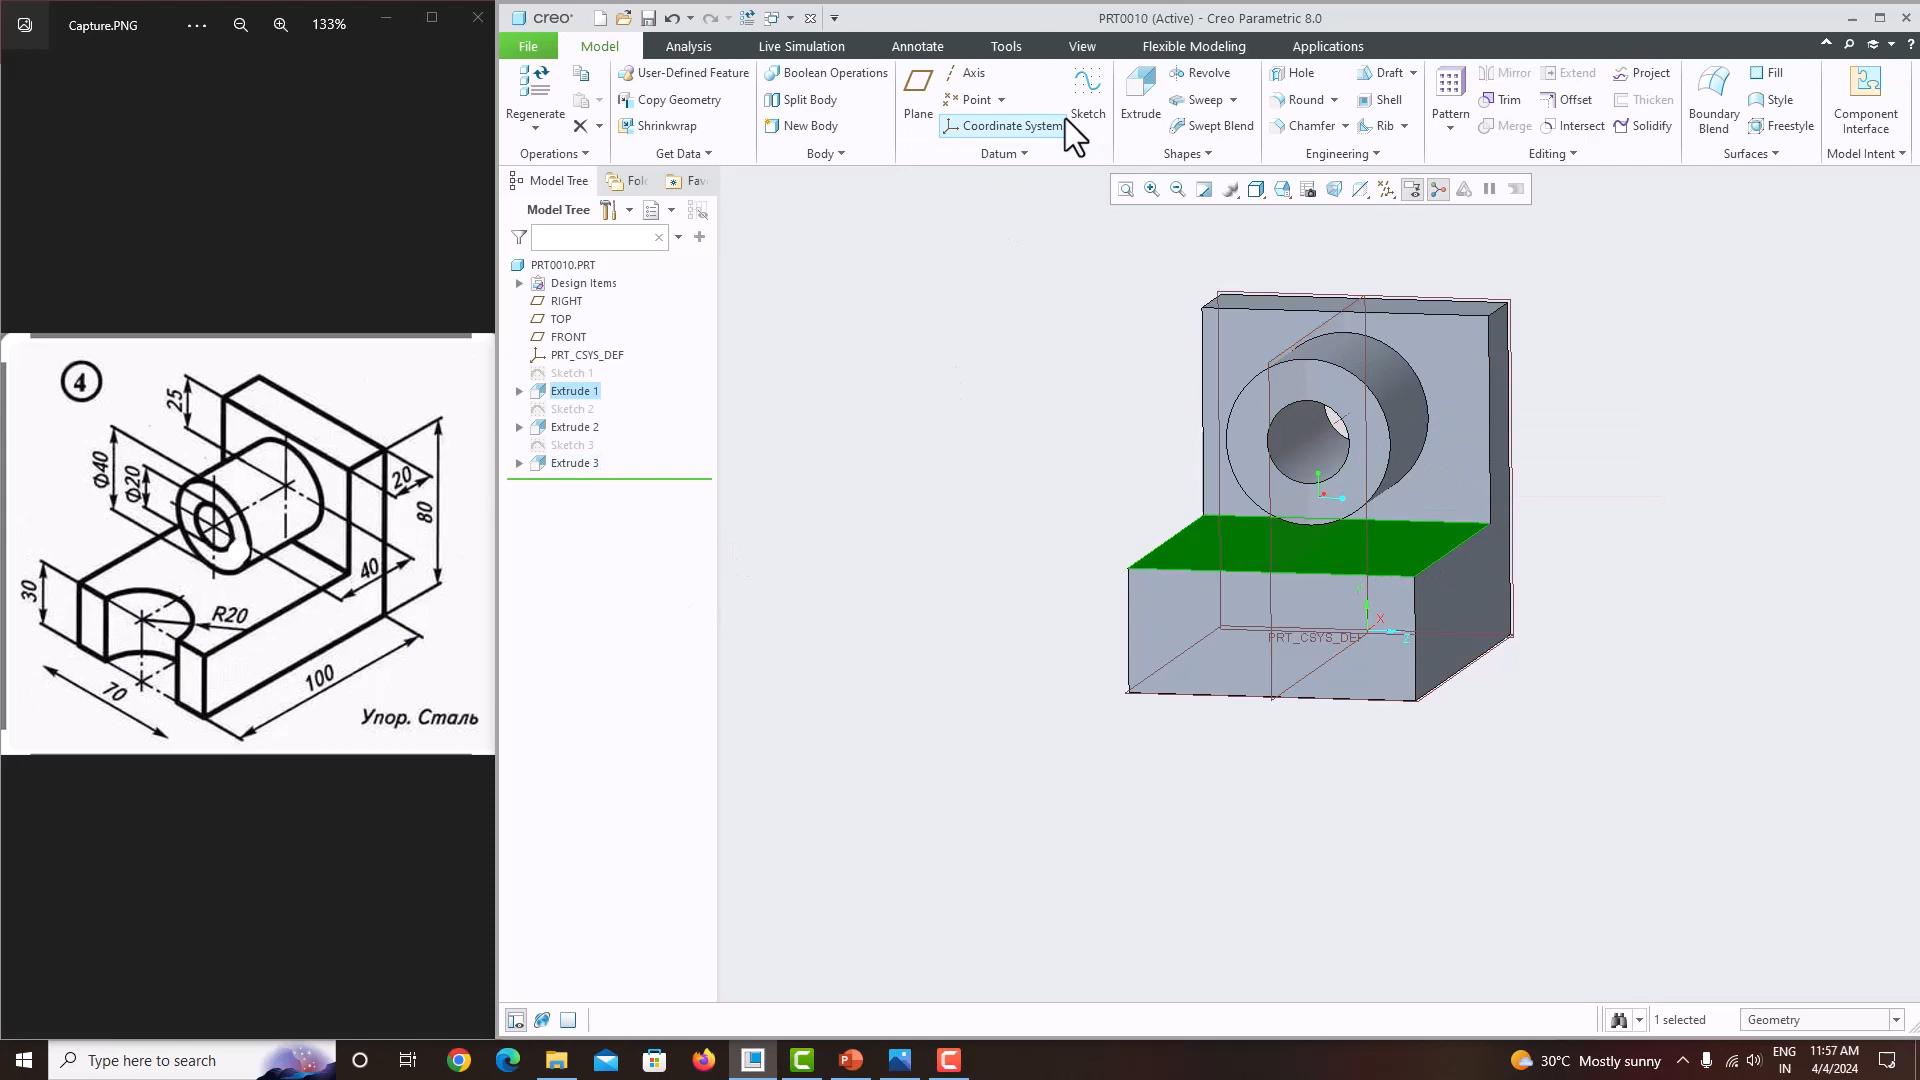 Capture.PNG
133%
4
25
Φ40
Φ20
20
80
40
30
R20
70
100
Упор. Сталь
creo
PRT0010 (Active) - Creo Parametric 8.0
File
Model
Analysis
Live Simulation
Annotate
Tools
View
Flexible Modeling
Applications
Regenerate
Operations
User-Defined Feature
Copy Geometry
Shrinkwrap
Get Data
Boolean Operations
Split Body
New Body
Body
Plane
Axis
Point
Coordinate System
Sketch
Datum
Extrude
Revolve
Sweep
Swept Blend
Shapes
Hole
Round
Chamfer
Draft
Shell
Rib
Engineering
Pattern
Mirror
Extend
Project
Trim
Offset
Thicken
Merge
Intersect
Solidify
Editing
Boundary
Blend
Fill
Style
Freestyle
Surfaces
Component
Interface
Model Intent
Model Tree
Fol
Fav
Model Tree
PRT0010.PRT
Design Items
RIGHT
TOP
FRONT
PRT_CSYS_DEF
Sketch 1
Extrude 1
Sketch 2
Extrude 2
Sketch 3
Extrude 3
X
PRT_CSYS_DEF
Z
1 selected
Geometry
Type here to search
30°C Mostly sunny
ENG
IN
11:57 AM
4/4/2024